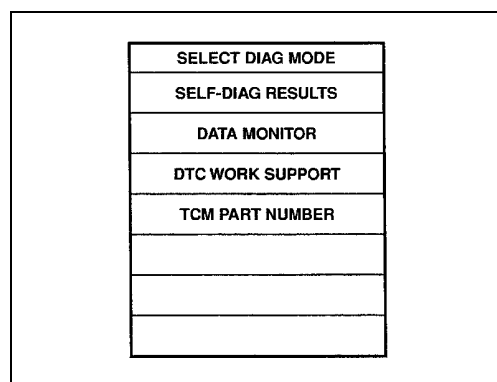 SELECT DIAG MODE
SELF-DIAG RESULTS
DATA MONITOR
DTC WORK SUPPORT
TCM PART NUMBER